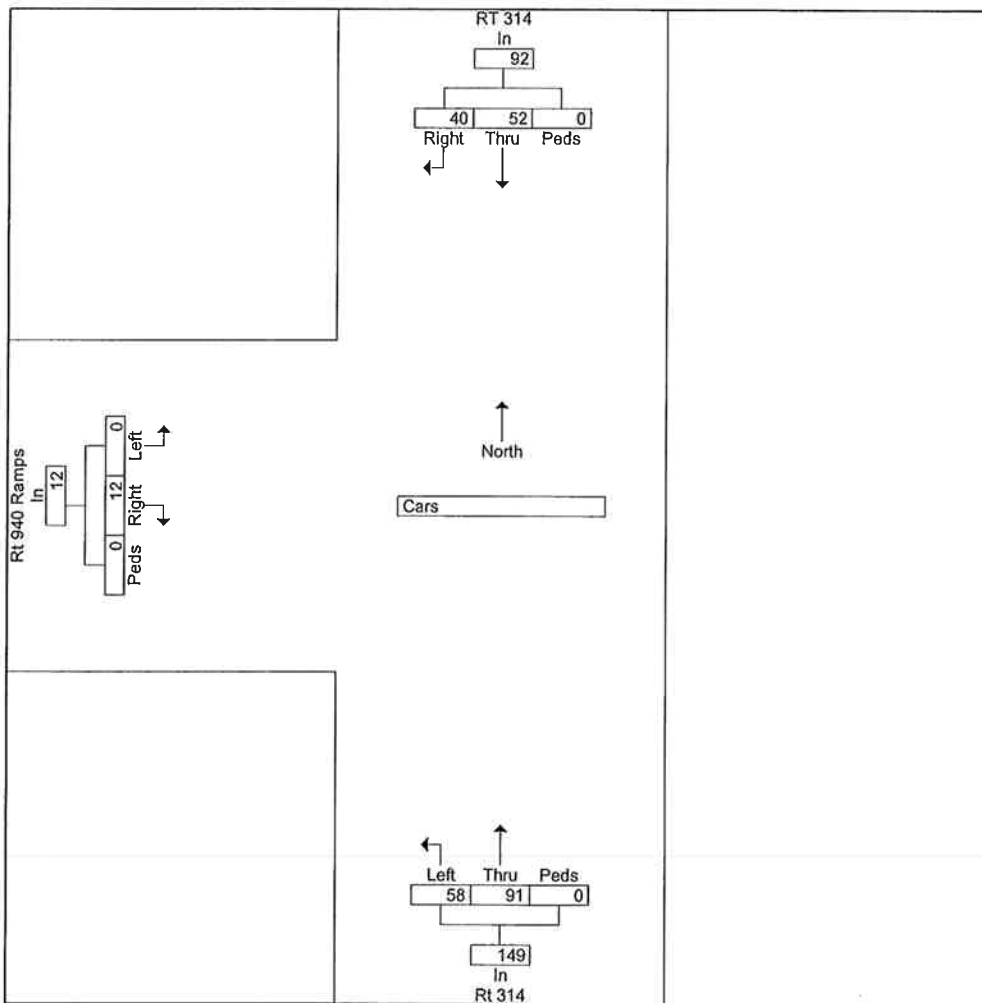 RT 314
In
92
40 52 0
Right Thru Peds
Rt 940 Ramps
In
12
0 12 0
Left Right Peds
North
Cars
Left Thru Peds
58 91 0
149
In
Rt 314